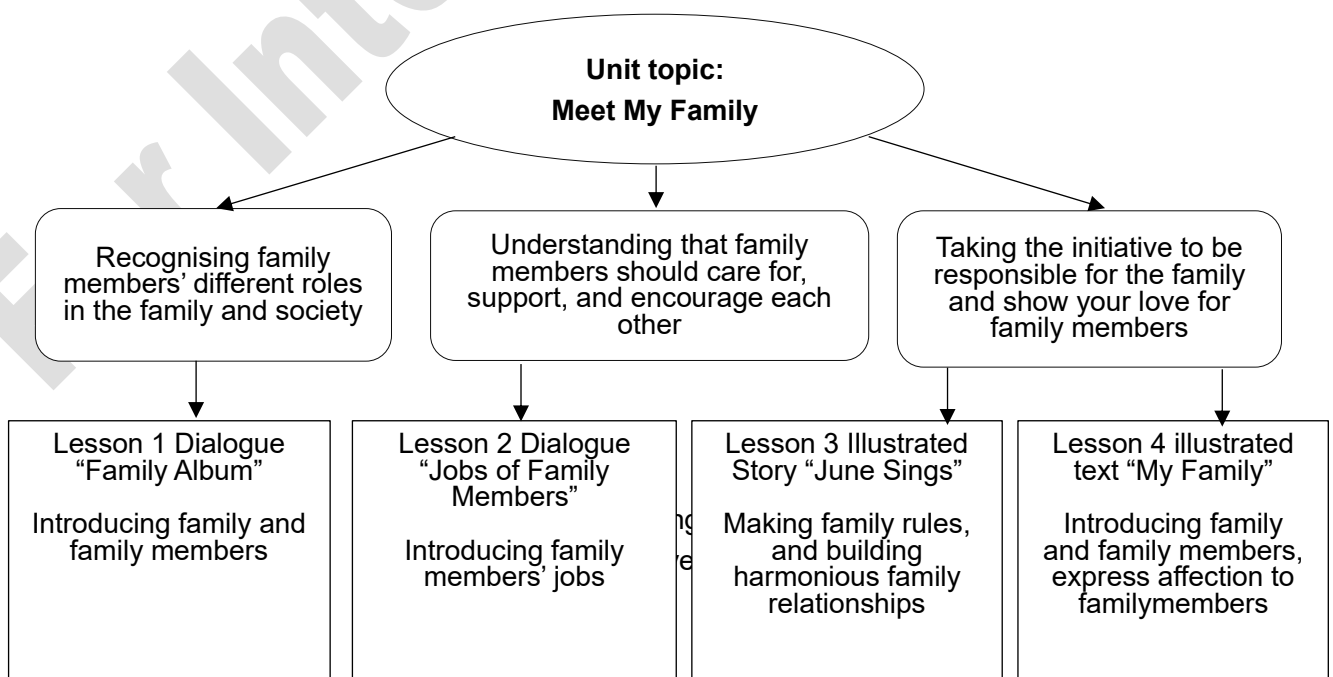 Unit topic:
Meet My Family
Recognising family
members’ different roles
in the family and society
Understanding that family
members should care for,
support, and encourage each
other
Taking the initiative to be
responsible for the family
and show your love for
family members
Lesson 1 Dialogue
“Family Album”
Introducing family and
family members
Lesson 2 Dialogue
“Jobs of Family
Members”
Introducing family
members’ jobs
Lesson 3 Illustrated
Story “June Sings”
Making family rules,
and building
harmonious family
relationships
Lesson 4 illustrated
text “My Family”
Introducing family
and family members,
express affection to
familymembers